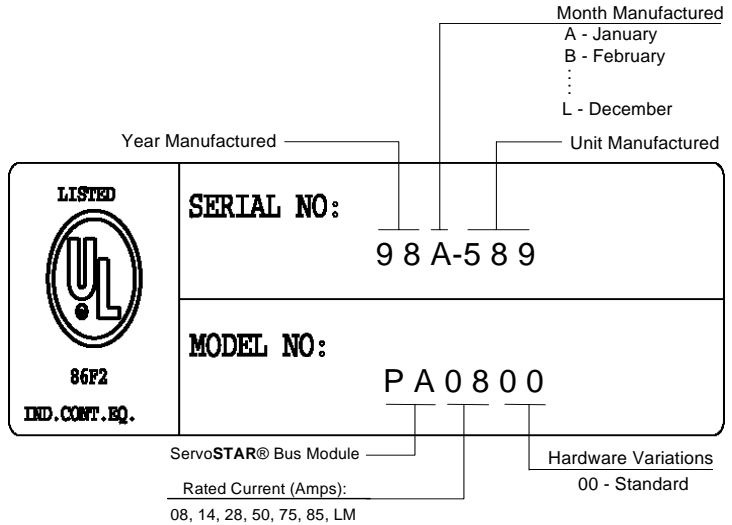 Month Manufactured
A - January
B - February
L - December
Year Manufactured
Unit Manufactured
LISTED
UL
®
86F2
IND.CONT.EQ.
SERIAL NO:
98A-589
MODEL NO:
PA0800
ServoSTAR® Bus Module
Rated Current (Amps):
08, 14, 28, 50, 75, 85, LM
Hardware Variations
00 - Standard